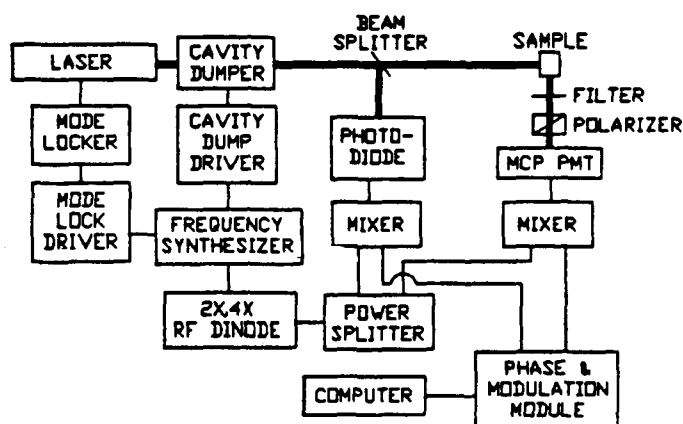 BEAM
SPLITTER
SAMPLE
LASER
CAVITY
DUMPER
FILTER
POLARIZER
MODE
LOCKER
CAVITY
DUMP
DRIVER
PHOTO-
DIODE
MCP PMT
MODE
LOCK
DRIVER
FREQUENCY
SYNTHESIZER
MIXER
MIXER
2X,4X
RF DINODE
POWER
SPLITTER
COMPUTER
PHASE &
MODULATION
MODULE